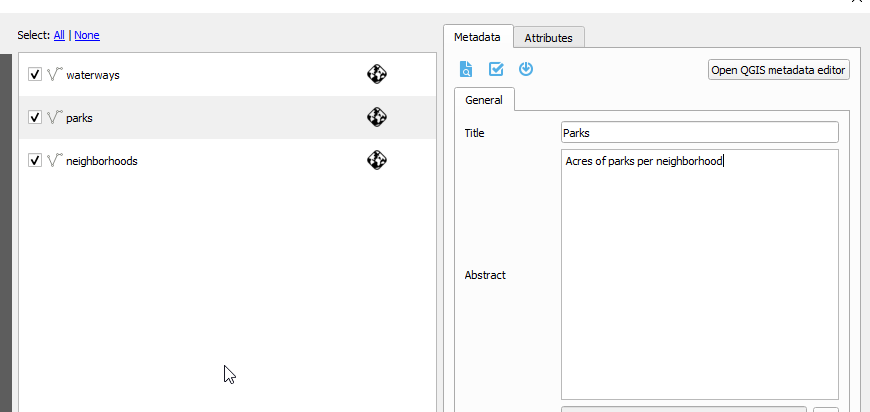 Select: All | None
waterways
parks
neighborhoods
Metadata
Attributes
Open QGIS metadata editor
General
Title
Parks
Acres of parks per neighborhood
Abstract